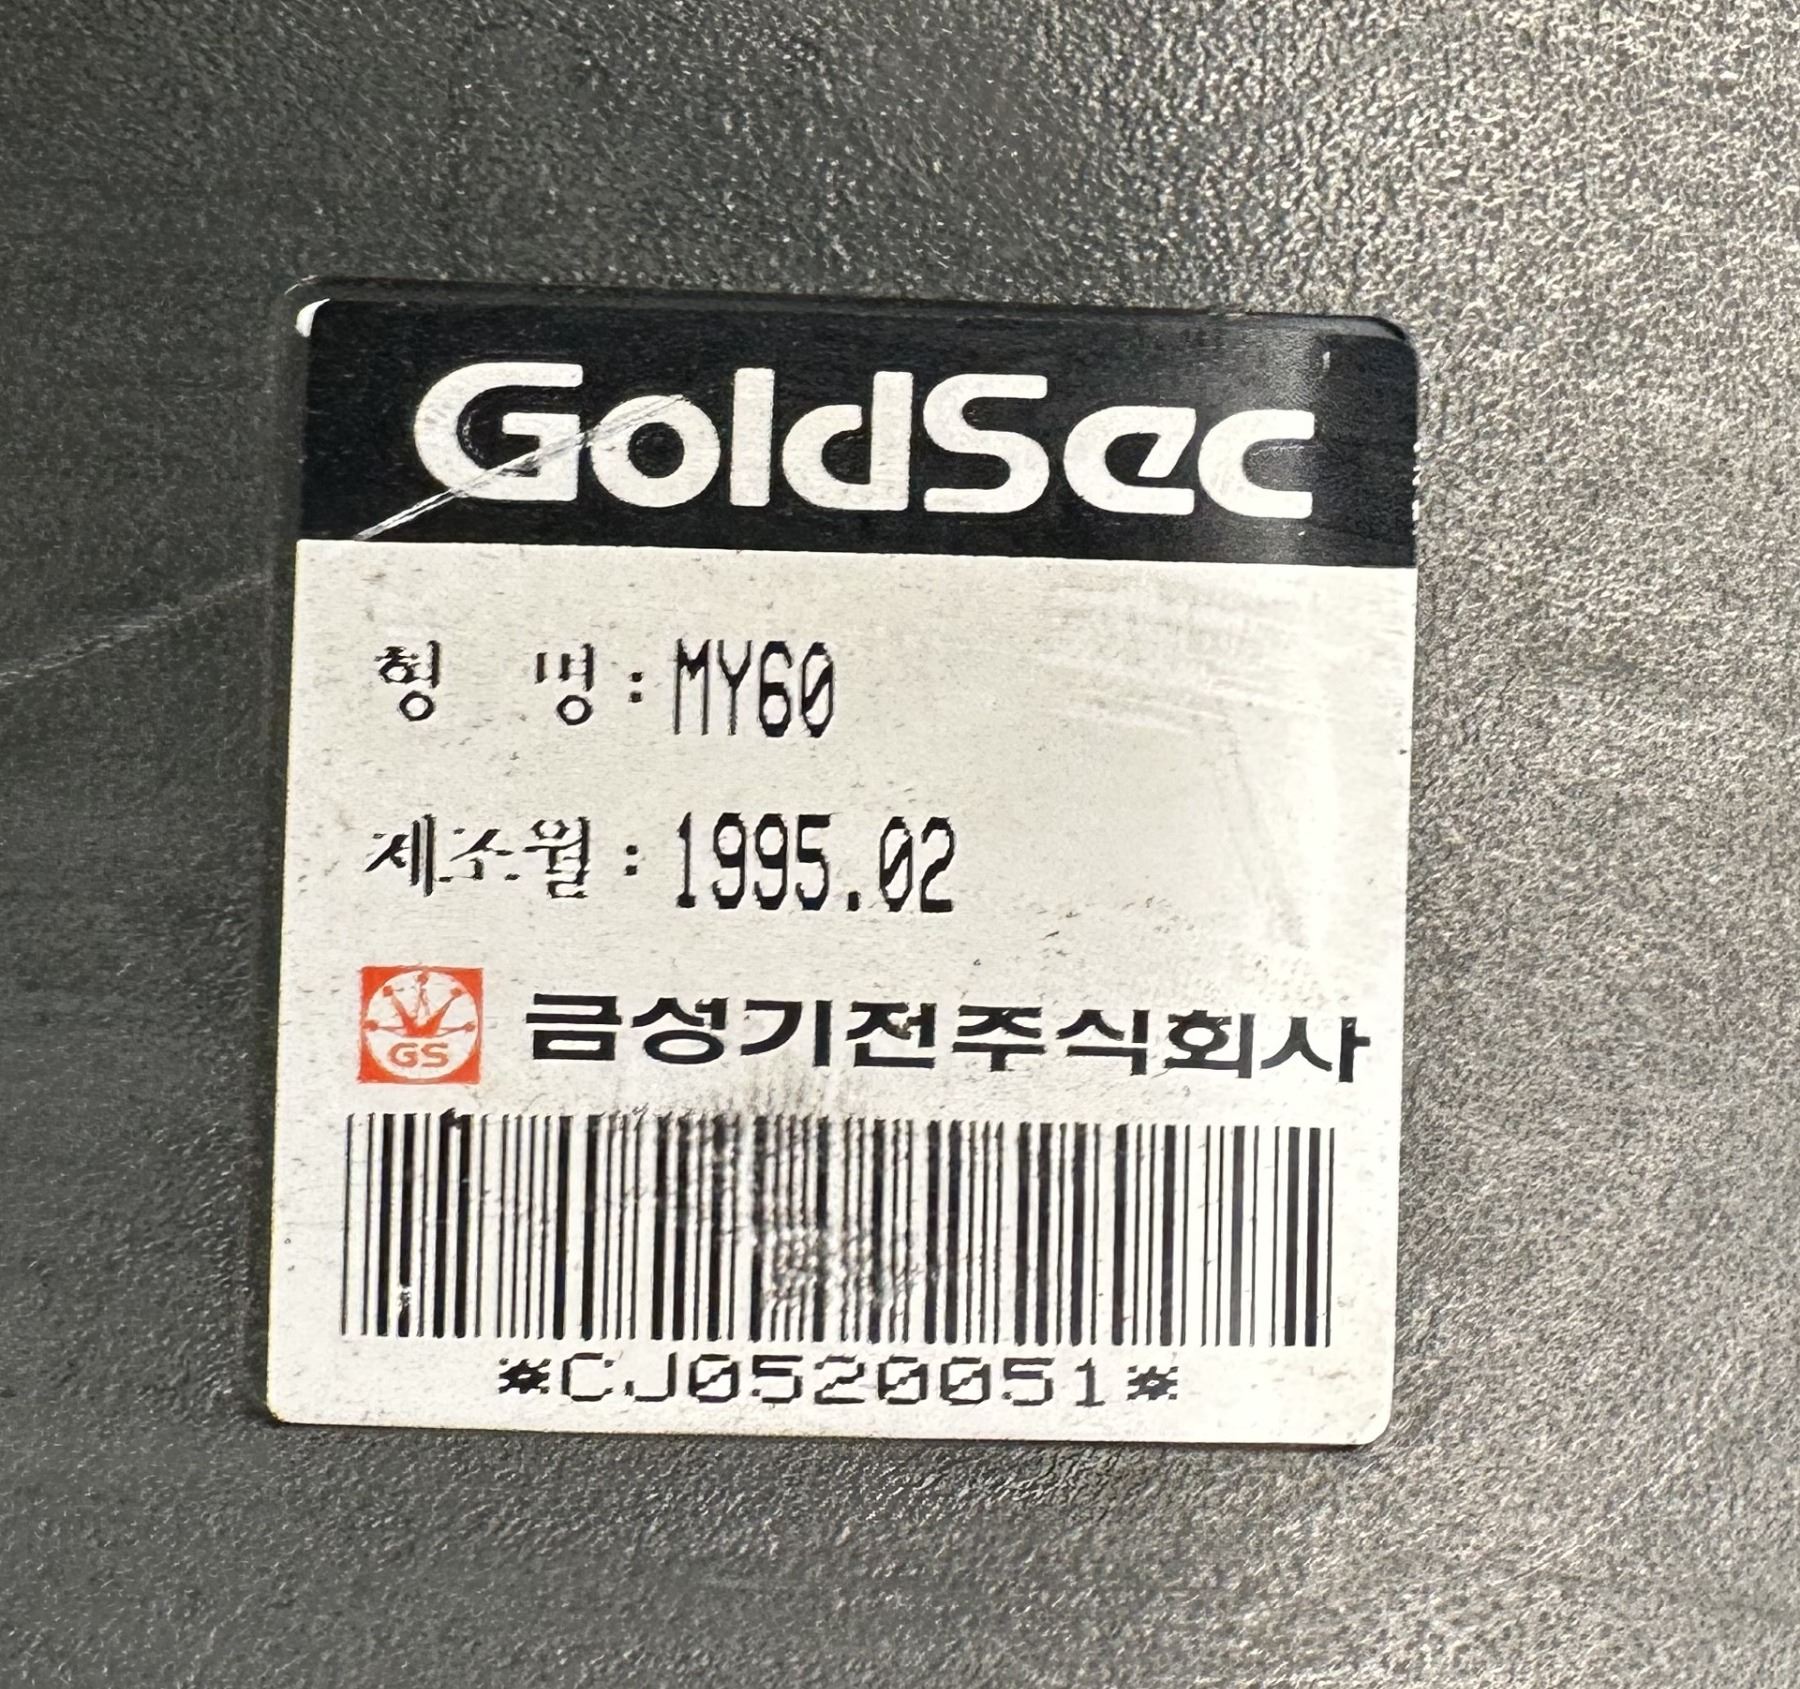 GoldSec
형 명 : MY60
제조월 : 1995.02
GS 금성기전주식회사
*CJ0520051*